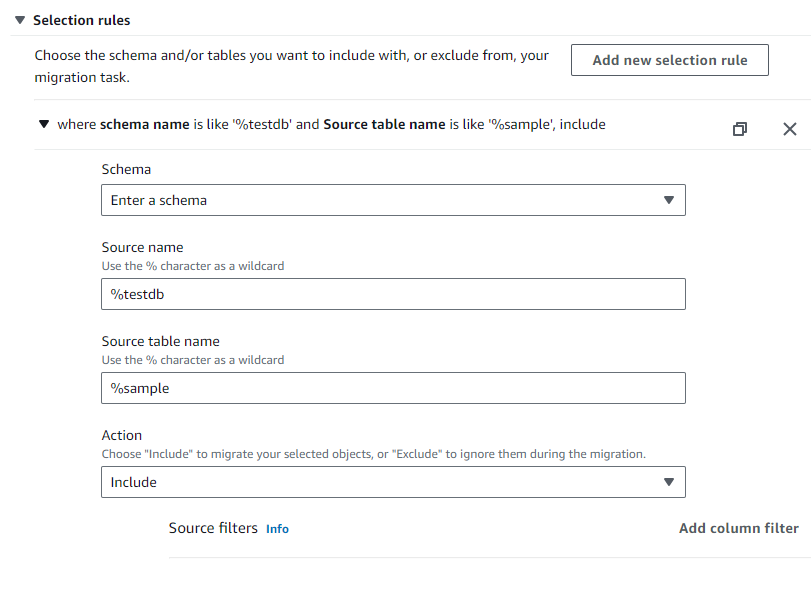 Selection rules
Choose the schema and/or tables you want to include with, or exclude from, your
migration task.
Add new selection rule
where schema name is like '%testdb' and Source table name is like '%sample', include
Schema
Enter a schema
Source name
Use the % character as a wildcard
%testdb
Source table name
Use the % character as a wildcard
%sample
Action
Choose "Include" to migrate your selected objects, or "Exclude" to ignore them during the migration.
Include
Source filters Info
Add column filter